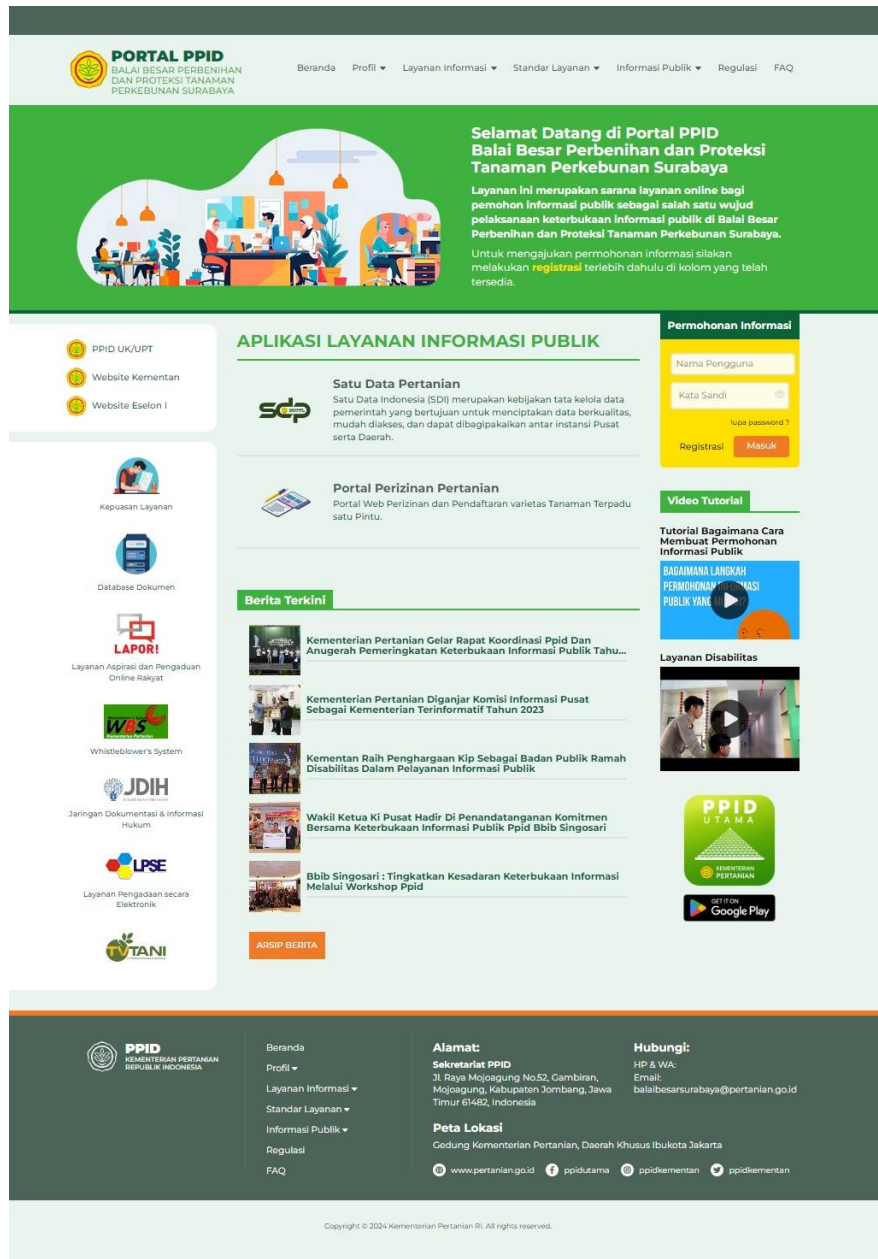 PORTAL PPID
BALAI BESAR PERBENIHAN
DAN PROTEKSI TANAMAN
PERKEBUNAN SURABAYA
Beranda Profil Layanan Informasi Standar Layanan Informasi Publik Regulasi FAQ
Selamat Datang di Portal PPID
Balai Besar Perbenihan dan Proteksi
Tanaman Perkebunan Surabaya
Layanan ini merupakan sarana layanan online bagi
pemohon informasi publik sebagai salah satu wujud
pelaksanaan keterbukaan informasi publik di Balai Besar
Perbenihan dan Proteksi Tanaman Perkebunan Surabaya.
Untuk mengajukan permohonan informasi silakan
melakukan registrasi terlebih dahulu di kolom yang telah
tersedia.
PPID UK/UPT
Website Kementan
Website Eselon I
Kepuasan Layanan
Database Dokumen
LAPOR!
Layanan Aspirasi dan Pengaduan
Online Rakyat
WBS
Kementerian Pertanian
Whistleblower's System
JDIH
Jaringan Dokumentasi & Informasi
Hukum
LPSE
Layanan Pengadaan secara
Elektronik
TVTANI
APLIKASI LAYANAN INFORMASI PUBLIK
sdp
Satu Data Pertanian
Satu Data Indonesia (SDI) merupakan kebijakan tata kelola data
pemerintah yang bertujuan untuk menciptakan data berkualitas,
mudah diakses, dan dapat dibagipakaikan antar instansi Pusat
serta Daerah.
Portal Perizinan Pertanian
Portal Web Perizinan dan Pendaftaran varietas Tanaman Terpadu
satu Pintu.
Berita Terkini
Kementerian Pertanian Gelar Rapat Koordinasi Ppid Dan
Anugerah Pemeringkatan Keterbukaan Informasi Publik Tahu...
Kementerian Pertanian Diganjar Komisi Informasi Pusat
Sebagai Kementerian Terinformatif Tahun 2023
Kementan Raih Penghargaan Kip Sebagai Badan Publik Ramah
Disabilitas Dalam Pelayanan Informasi Publik
Wakil Ketua Ki Pusat Hadir Di Penandatanganan Komitmen
Bersama Keterbukaan Informasi Publik Ppid Bbib Singosari
Bbib Singosari : Tingkatkan Kesadaran Keterbukaan Informasi
Melalui Workshop Ppid
ARSIP BERITA
Permohonan Informasi
Nama Pengguna
Kata Sandi
lupa password ?
Registrasi Masuk
Video Tutorial
Tutorial Bagaimana Cara
Membuat Permohonan
Informasi Publik
BAGAIMANA LANGKAH
PERMOHONAN INFORMASI
PUBLIK YANG
Layanan Disabilitas
PPID
UTAMA
KEMENTERIAN
PERTANIAN
GET IT ON
Google Play
PPID
KEMENTERIAN PERTANIAN
REPUBLIK INDONESIA
Beranda
Profil
Layanan Informasi
Standar Layanan
Informasi Publik
Regulasi
FAQ
Alamat:
Sekretariat PPID
Jl. Raya Mojoagung No.52, Gambiran,
Mojoagung, Kabupaten Jombang, Jawa
Timur 61482, Indonesia
Hubungi:
HP & WA:
Email:
balaibesarsurabaya@pertanian.go.id
Peta Lokasi
Gedung Kementerian Pertanian, Daerah Khusus Ibukota Jakarta
www.pertanian.go.id ppidutama ppidkementan ppidkementan
Copyright © 2024 Kementerian Pertanian RI. All rights reserved.